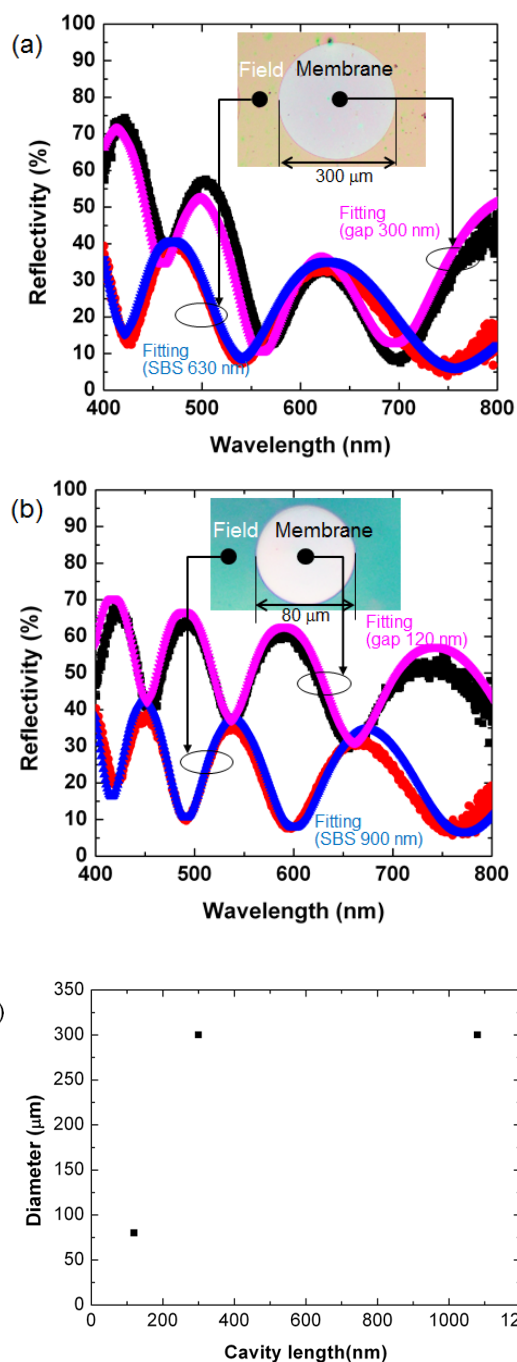 (a)
100
90
80
70
60
50
40
30
20
10
0
Reflectivity (%)
Field Membrane
300 μm
Fitting
(gap 300 nm)
Fitting
(SBS 630 nm)
400 500 600 700 800
Wavelength (nm)
(b)
100
90
80
70
60
50
40
30
20
10
0
Reflectivity (%)
Field Membrane
80 μm
Fitting
(gap 120 nm)
Fitting
(SBS 900 nm)
400 500 600 700 800
Wavelength (nm)
)
350
300
250
200
150
100
50
0
Diameter (μm)
0 200 400 600 800 1000 120
Cavity length(nm)